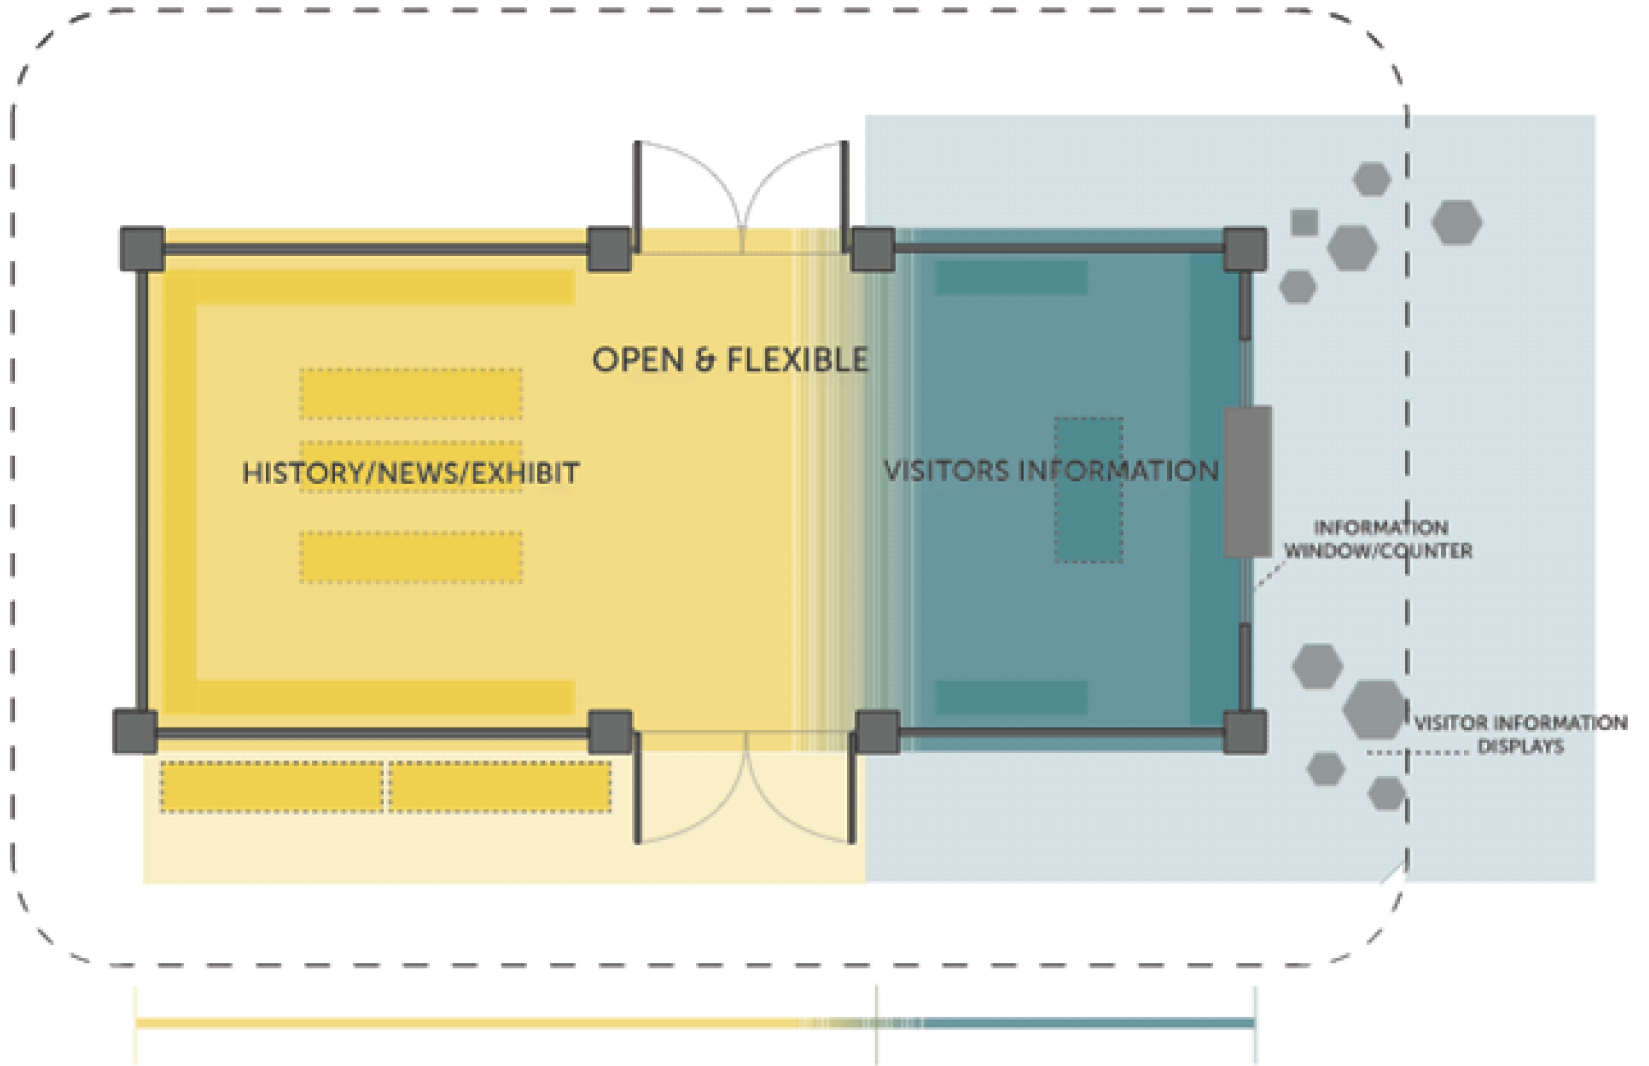 OPEN & FLEXIBLE
HISTORY/NEWS/EXHIBIT
VISITORS INFORMATION
INFORMATION
WINDOW/COUNTER
VISITOR INFORMATION
DISPLAYS